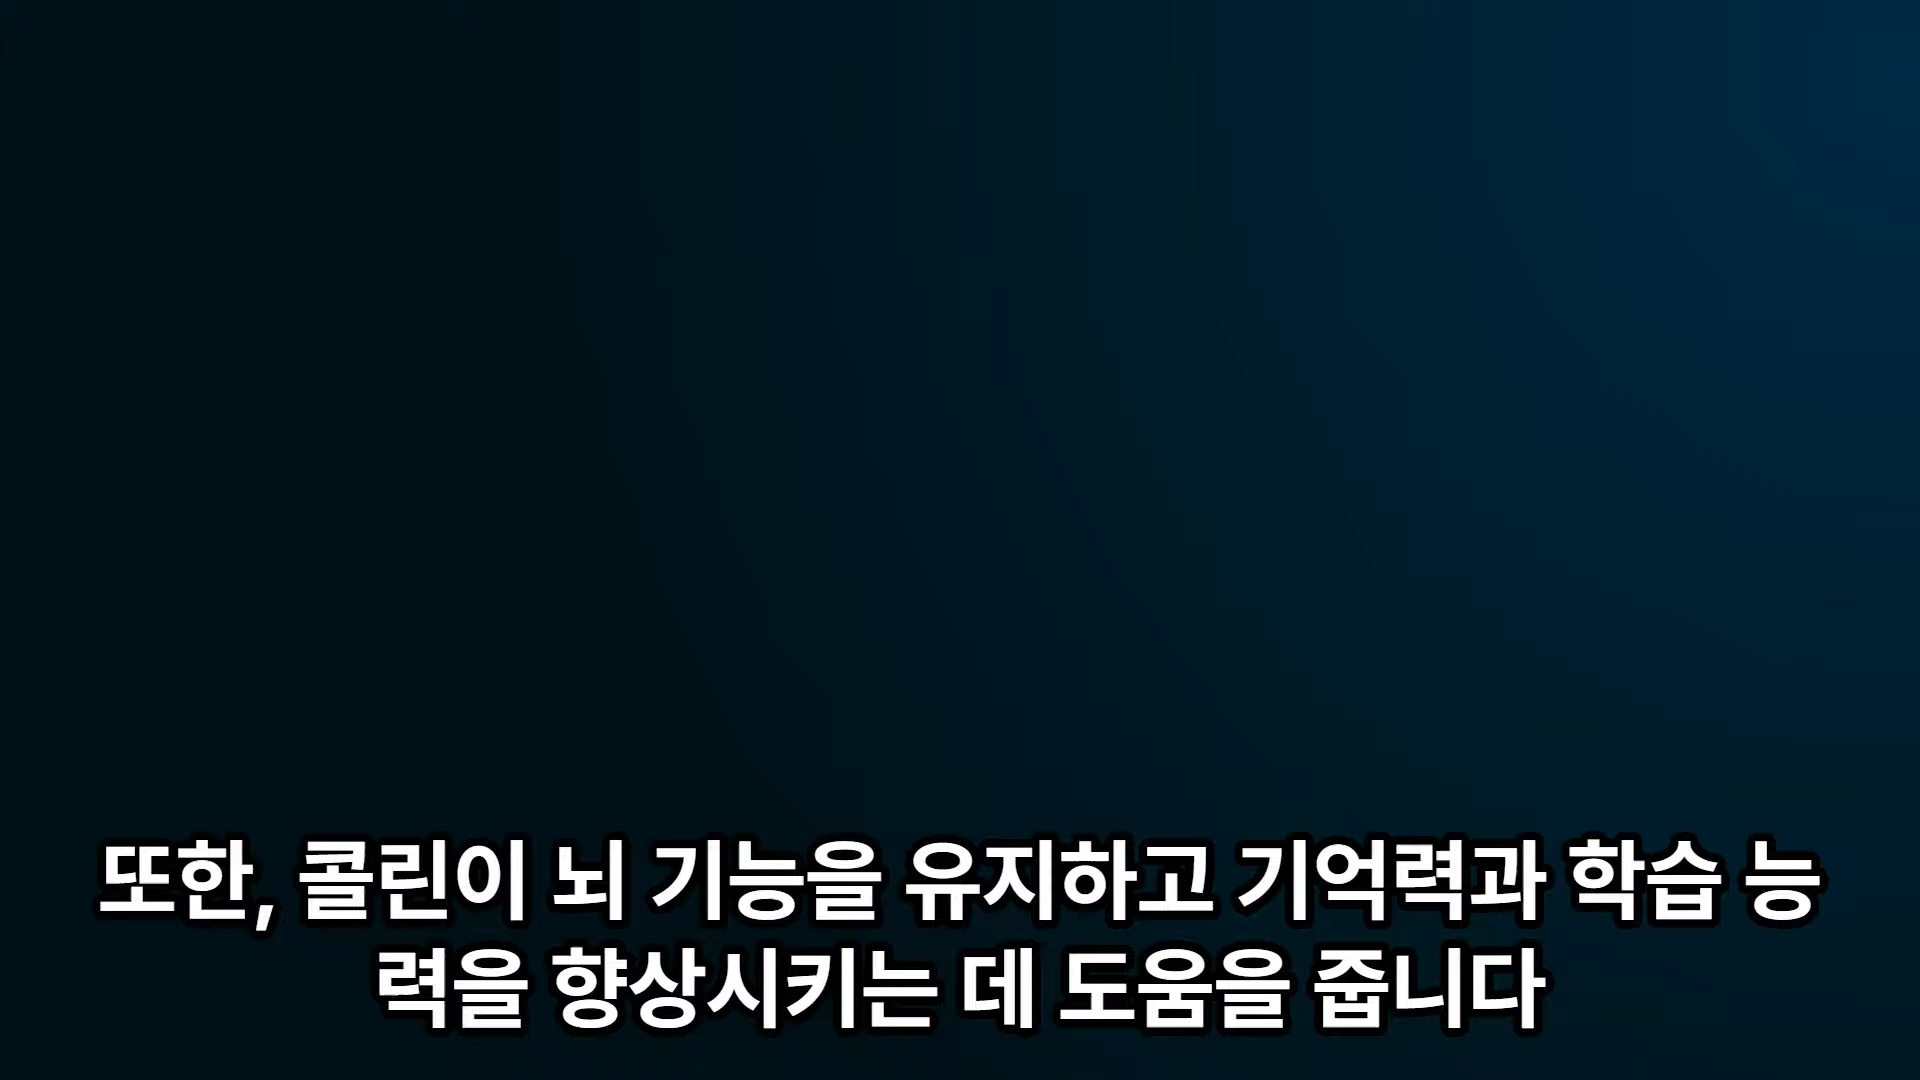 또한, 콜린이 뇌 기능을 유지하고 기억력과 학습 능
력을 향상시키는 데 도움을 줍니다